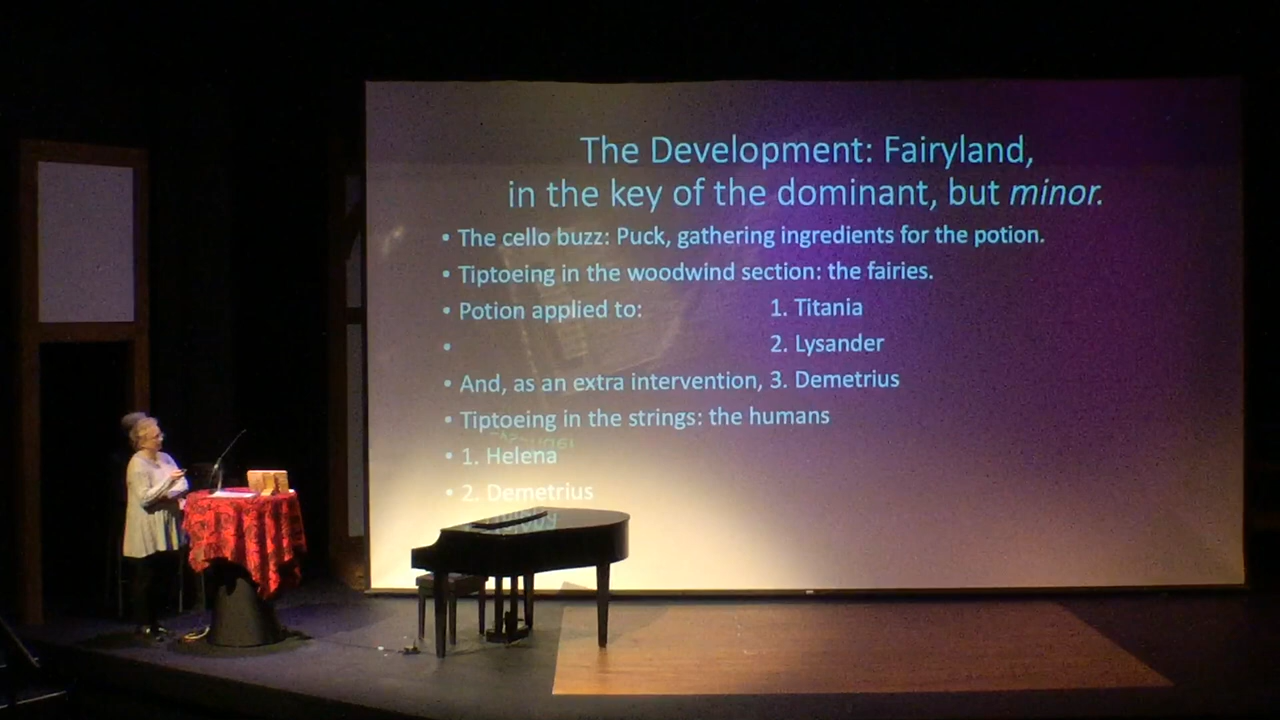 The Development: Fairyland,
in the key of the dominant, but minor.
• The cello buzz: Puck, gathering ingredients for the potion.
• Tiptoeing in the woodwind section: the fairies.
• Potion applied to: 1. Titania
• 2. Lysander
• And, as an extra intervention, 3. Demetrius
• Tiptoeing in the strings: the humans
• 1. Helena
• 2. Demetrius